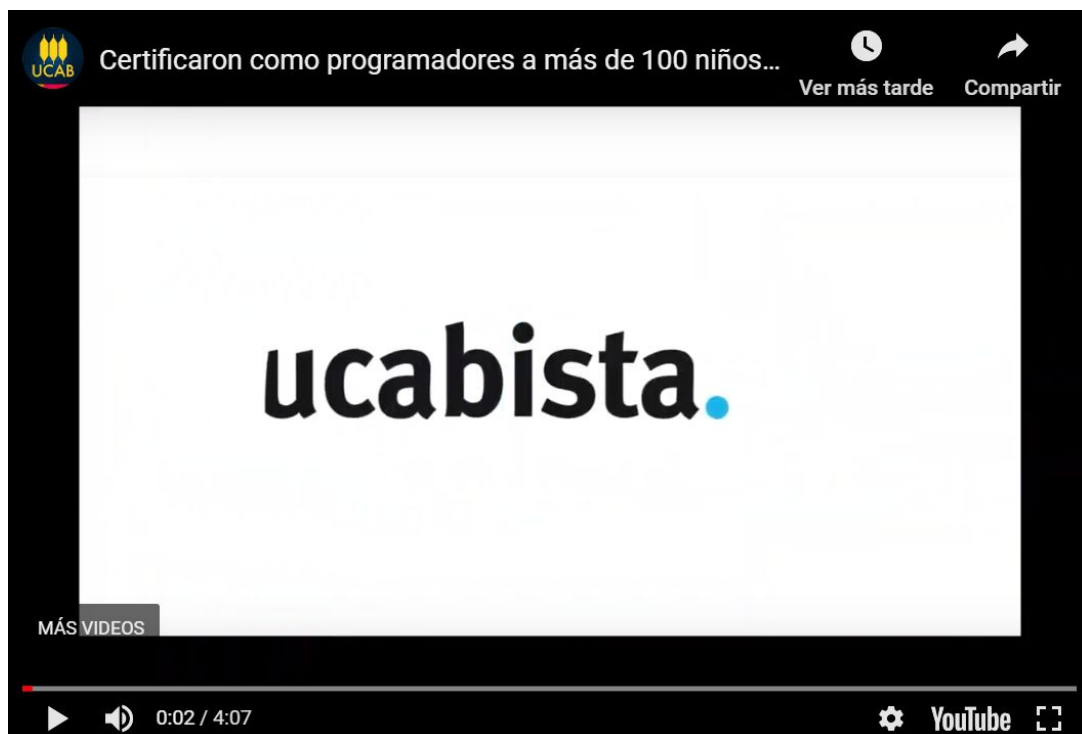 UCAB
Certificaron como programadores a más de 100 niños...
Ver más tarde
Compartir
ucabista.
MÁS VIDEOS
0:02 / 4:07
YouTube